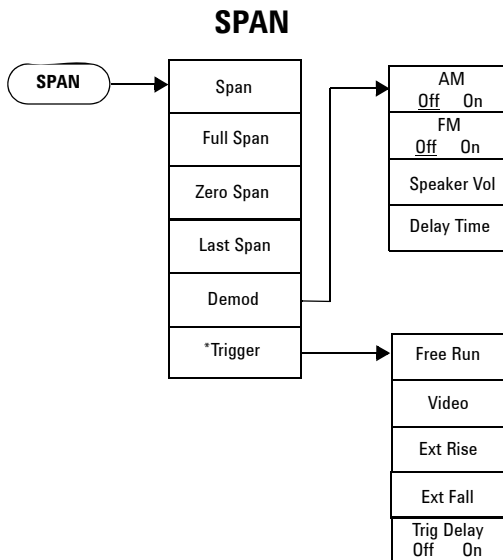 SPAN
SPAN
Span
Full Span
Zero Span
Last Span
Demod
*Trigger
AM
Off On
FM
Off On
Speaker Vol
Delay Time
Free Run
Video
Ext Rise
Ext Fall
Trig Delay
Off On